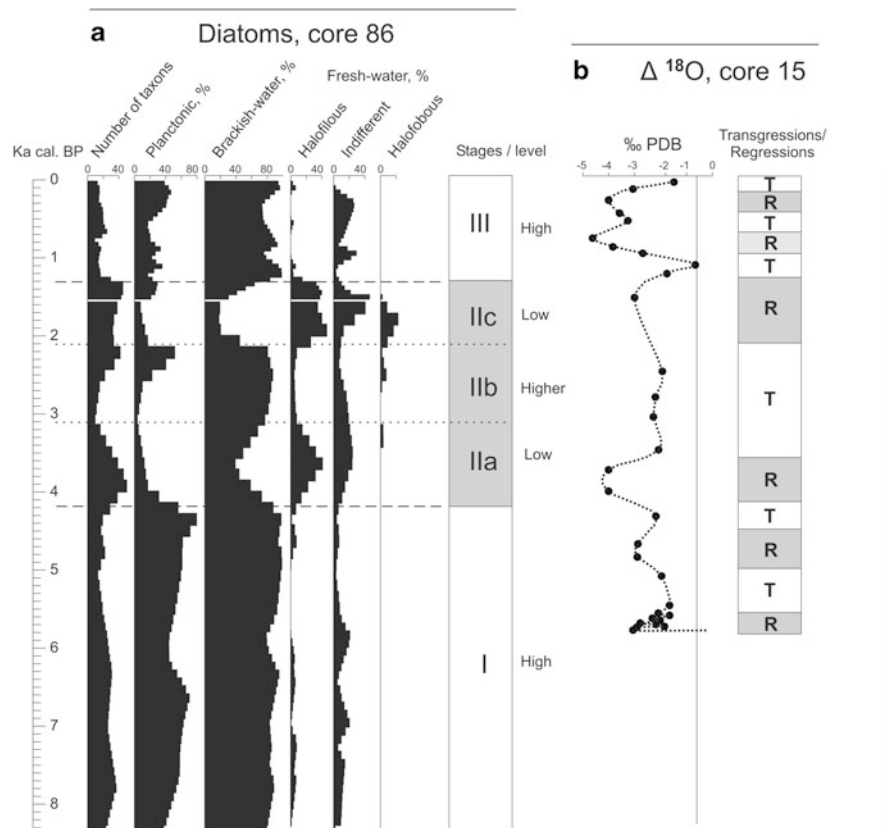 a
Diatoms, core 86
Number of taxons
Planctonic, %
Brackish-water, %
Fresh-water, %
Halofilous
Indifferent
Halofobous
Ka cal. BP
Stages / level
0 40
0 40 80
0 40 80
0 40
0 40
0
0
1
2
3
4
5
6
7
8
III High
IIc Low
IIb Higher
IIa Low
I High
b
Δ 18O, core 15
‰ PDB
Transgressions/
Regressions
-5 -4 -3 -2 -1 0
T
R
T
R
T
R
T
R
T
R
T
R